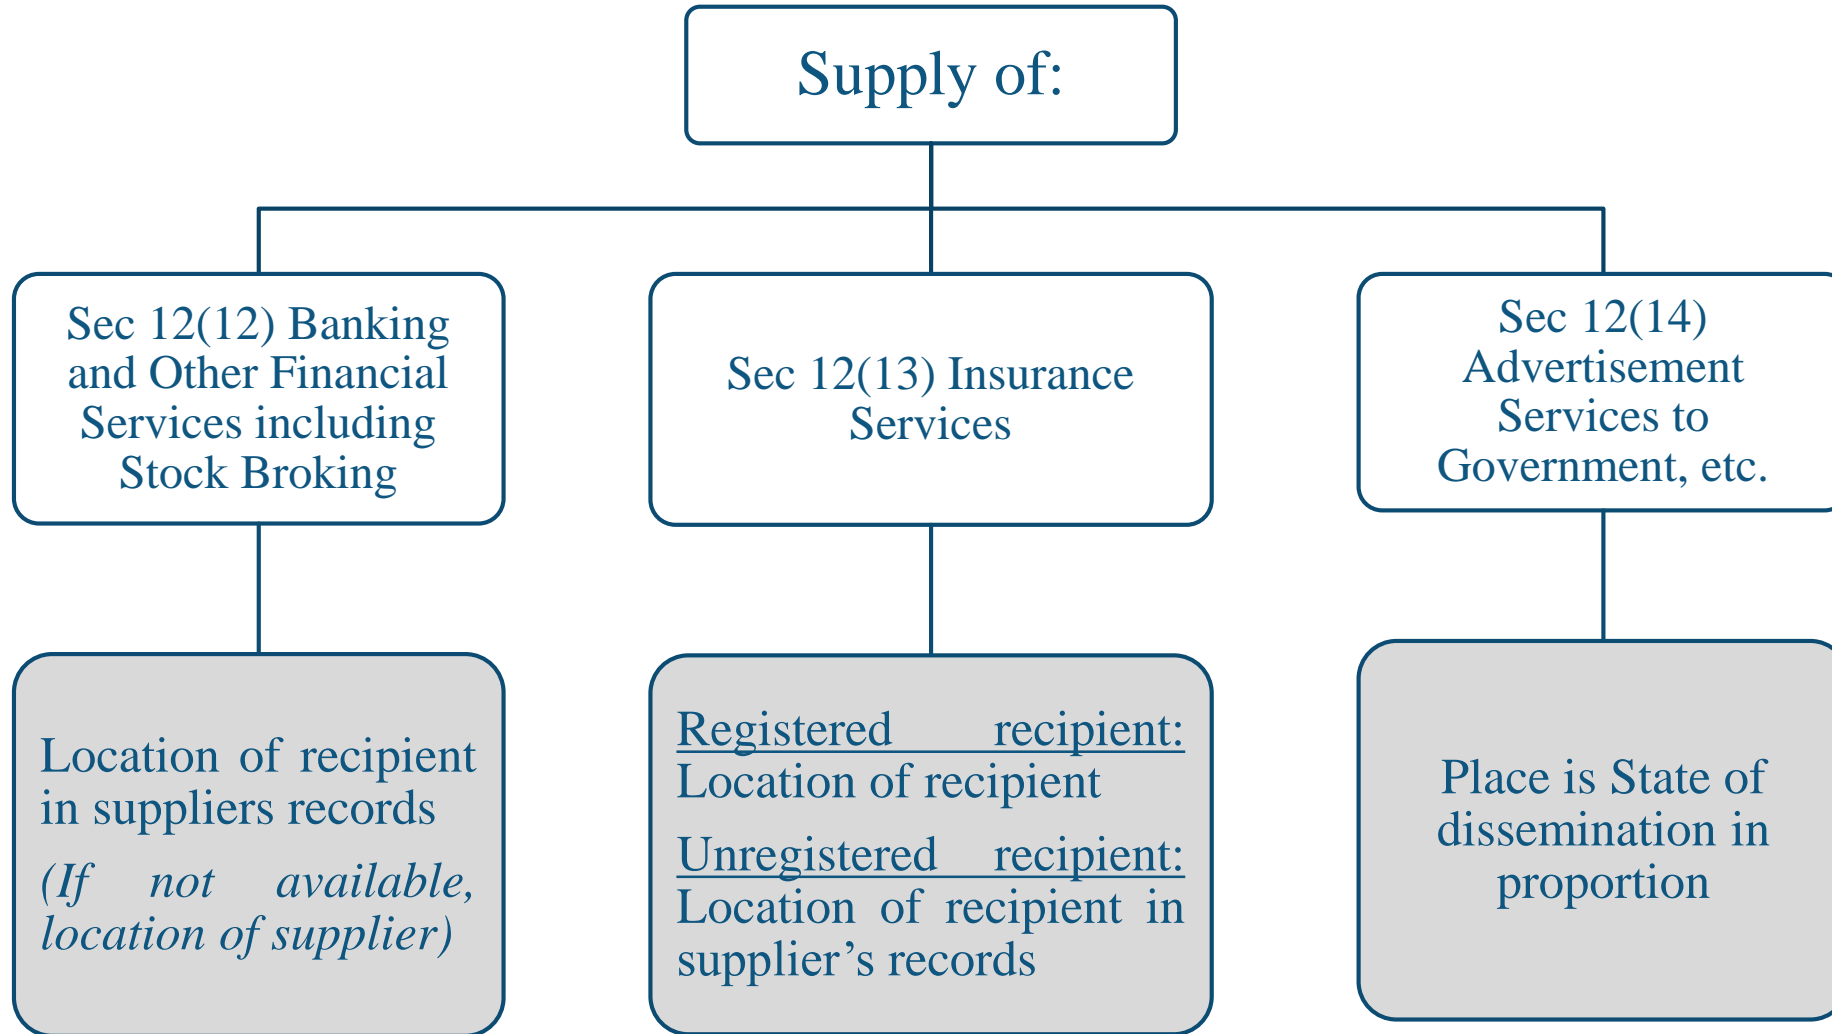 Supply of:
Sec 12(12) Banking
and Other Financial
Services including
Stock Broking
Sec 12(13) Insurance
Services
Sec 12(14)
Advertisement
Services to
Government, etc.
Location of recipient
in suppliers records
(If not available,
location of supplier)
Registered recipient:
Location of recipient
Unregistered recipient:
Location of recipient in
supplier’s records
Place is State of
dissemination in
proportion